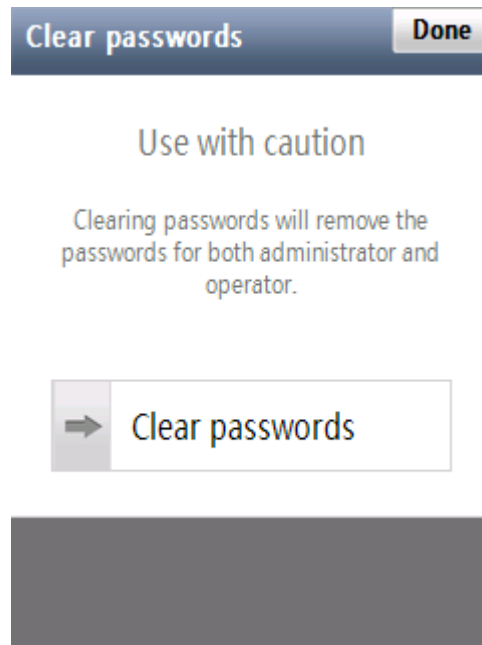 Clear passwords
Done
Use with caution
Clearing passwords will remove the
passwords for both administrator and
operator.
Clear passwords